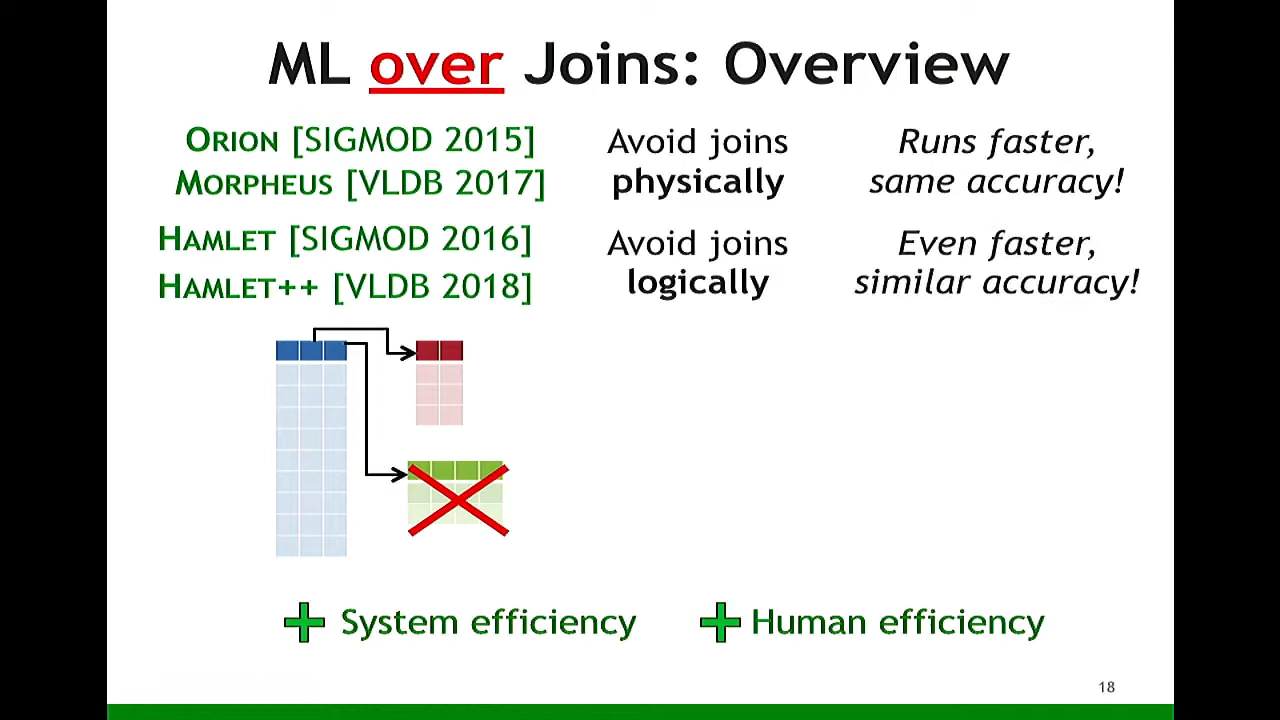 ML over Joins: Overview
Orion [SIGMOD 2015]
Morpheus [VLDB 2017]
Avoid joins
physically
Runs faster,
same accuracy!
Hamlet [SIGMOD 2016]
Hamlet++ [VLDB 2018]
Avoid joins
logically
Even faster,
similar accuracy!
System efficiency
Human efficiency
18